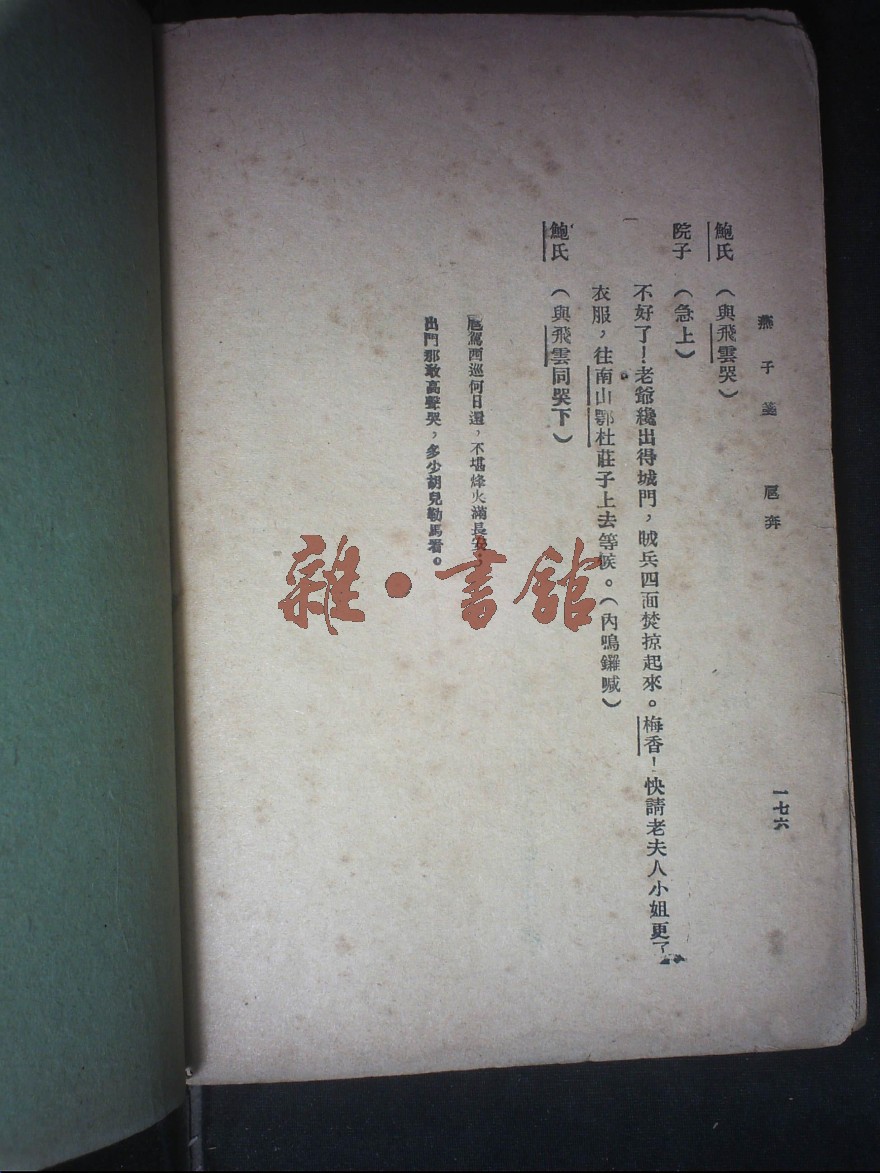 燕子箋　扈奔
一七六
鮑氏　（與飛雲哭）
院子　（急上）
不好了！老爺纔出得城門，賊兵四面焚掠起來。梅香！快請老夫人小姐更了
衣服，往南山鄠杜莊子上去等候。（內鳴鑼喊）
鮑氏　（與飛雲同哭下）
扈駕西巡何日還，不堪烽火滿長安；
出門那敢高聲哭，多少胡兒勒馬看。
雜·書館